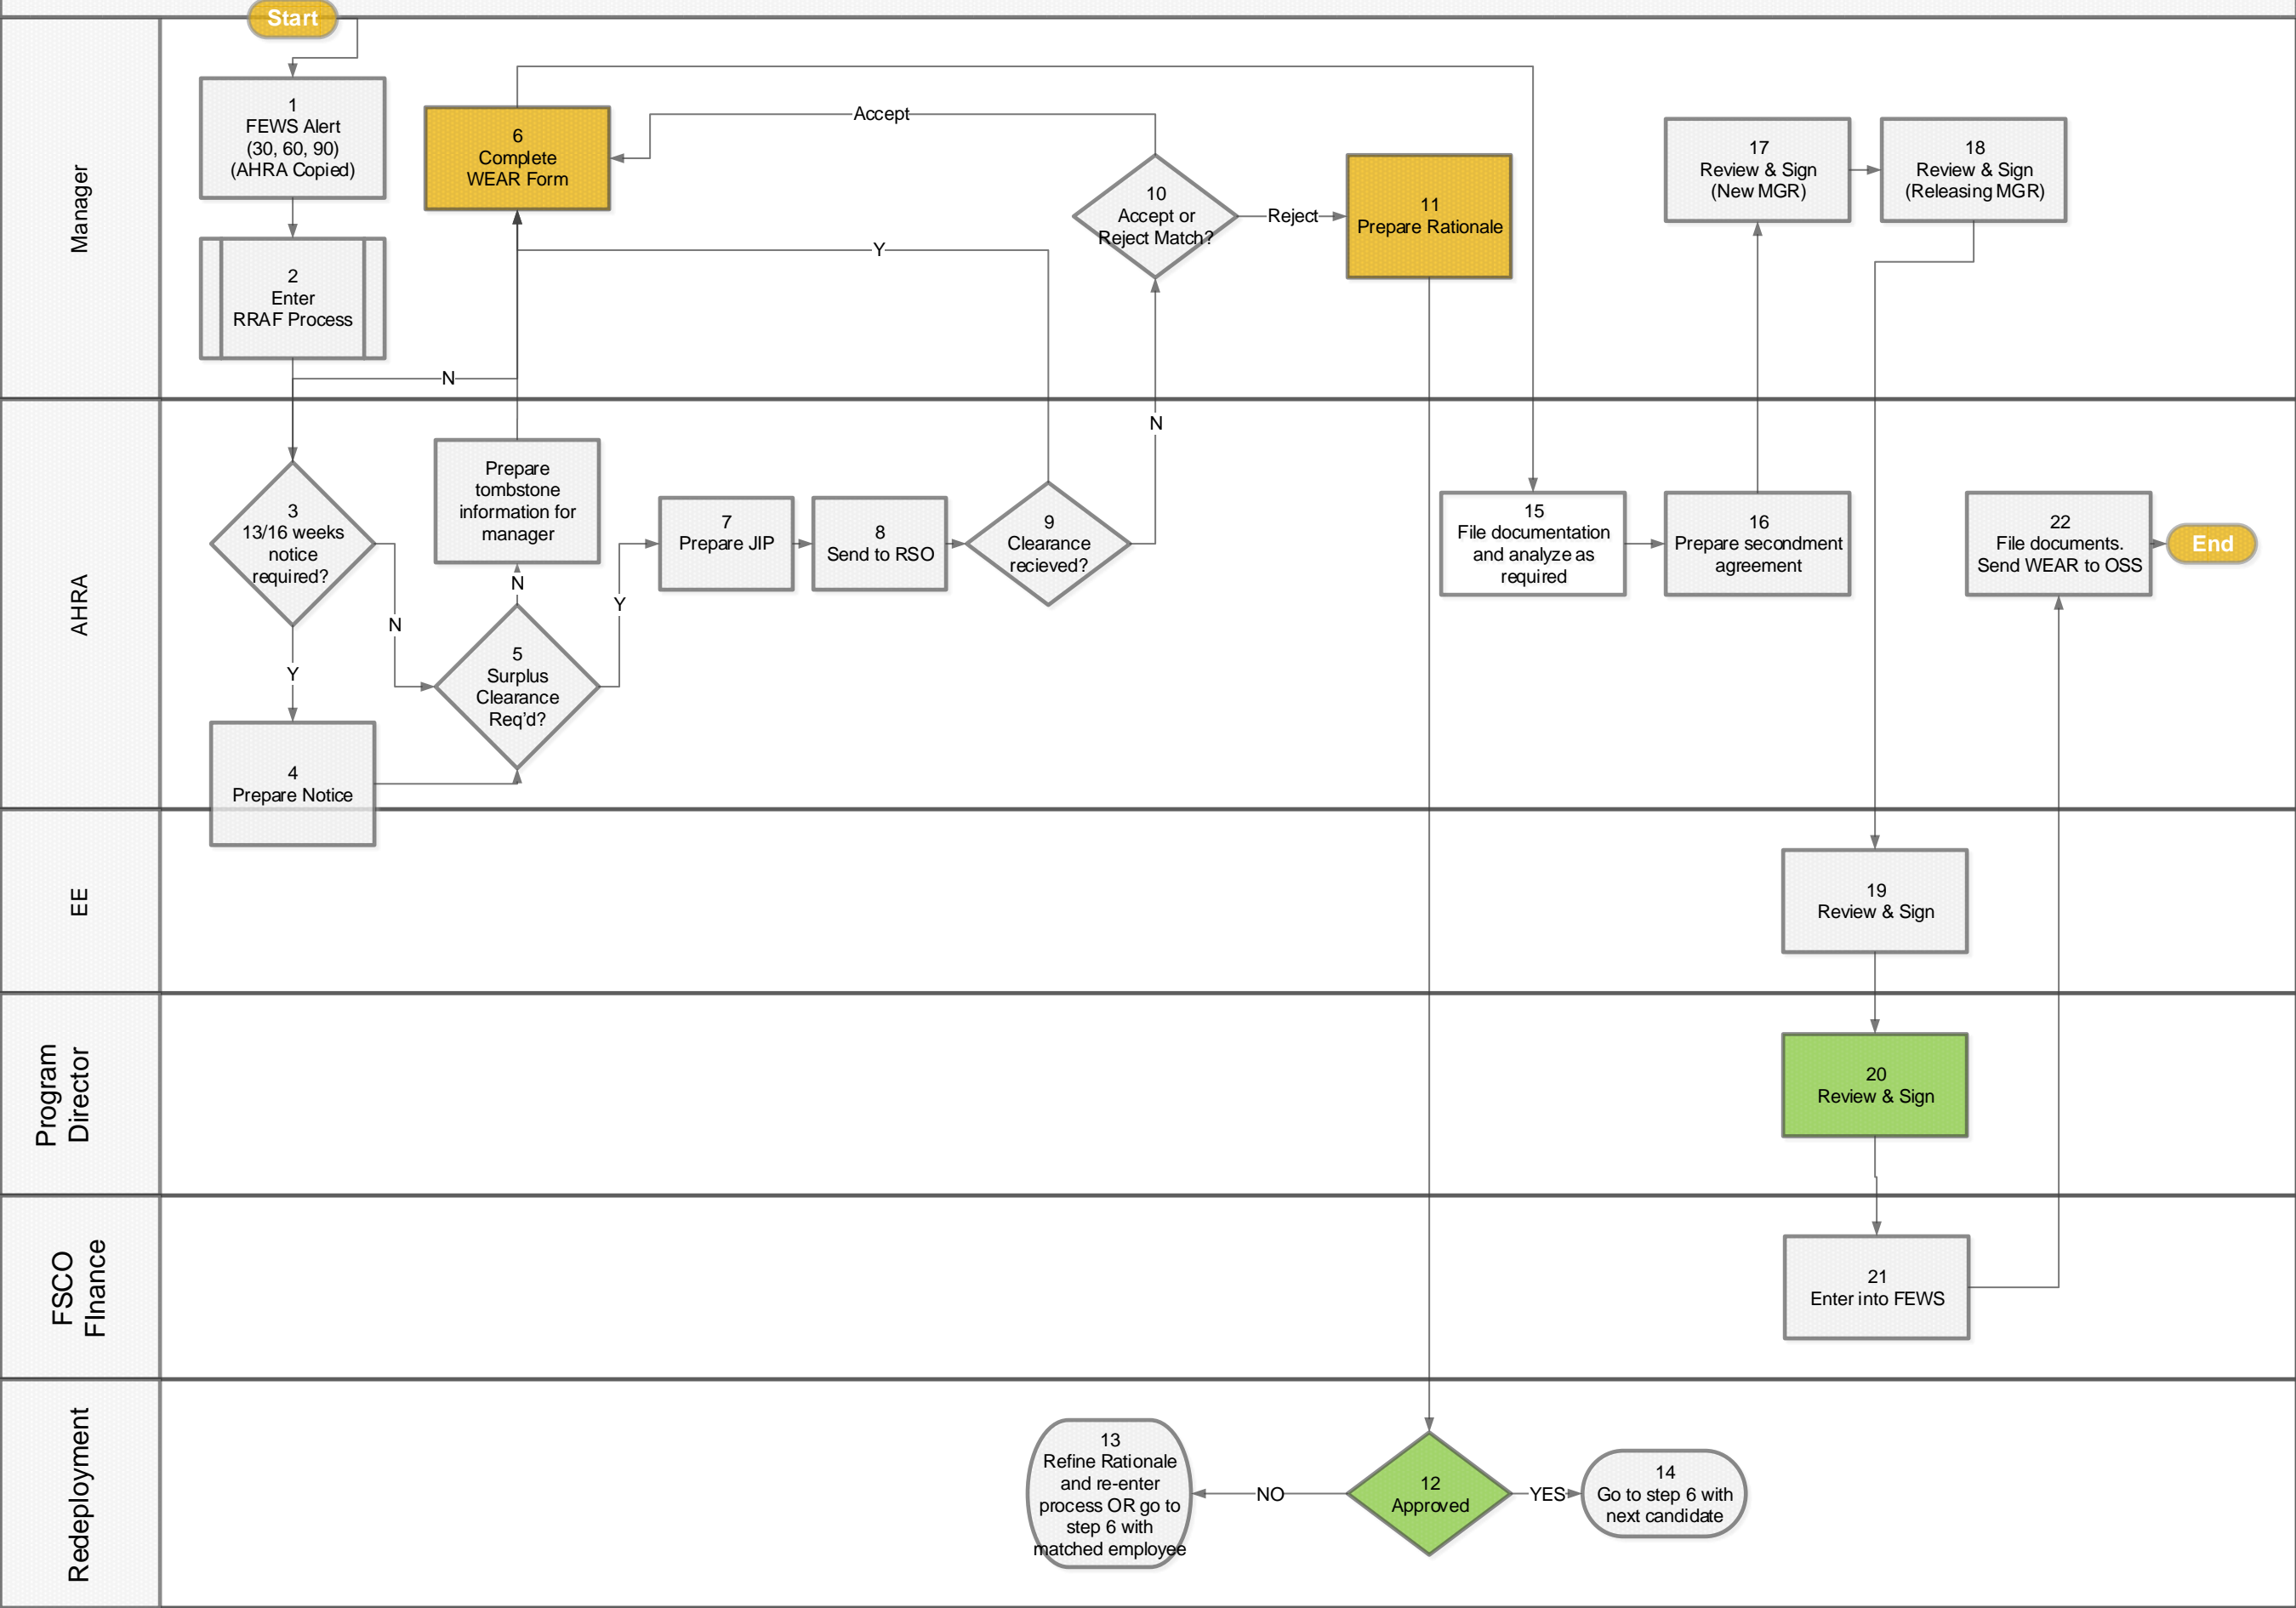 Start
Manager
1
FEWS Alert
(30, 60, 90)
(AHRA Copied)
2
Enter
RRAF Process
6
Complete
WEAR Form
Accept
10
Accept or
Reject Match?
Reject
11
Prepare Rationale
17
Review & Sign
(New MGR)
18
Review & Sign
(Releasing MGR)
Y
N
N
AHRA
3
13/16 weeks
notice
required?
N
Y
4
Prepare Notice
Prepare
tombstone
information for
manager
N
5
Surplus
Clearance
Req'd?
Y
7
Prepare JIP
8
Send to RSO
9
Clearance
recieved?
15
File documentation
and analyze as
required
16
Prepare secondment
agreement
22
File documents.
Send WEAR to OSS
End
EE
19
Review & Sign
Program
Director
20
Review & Sign
FSCO
FInance
21
Enter into FEWS
Redeployment
13
Refine Rationale
and re-enter
process OR go to
step 6 with
matched employee
NO
12
Approved
YES
14
Go to step 6 with
next candidate